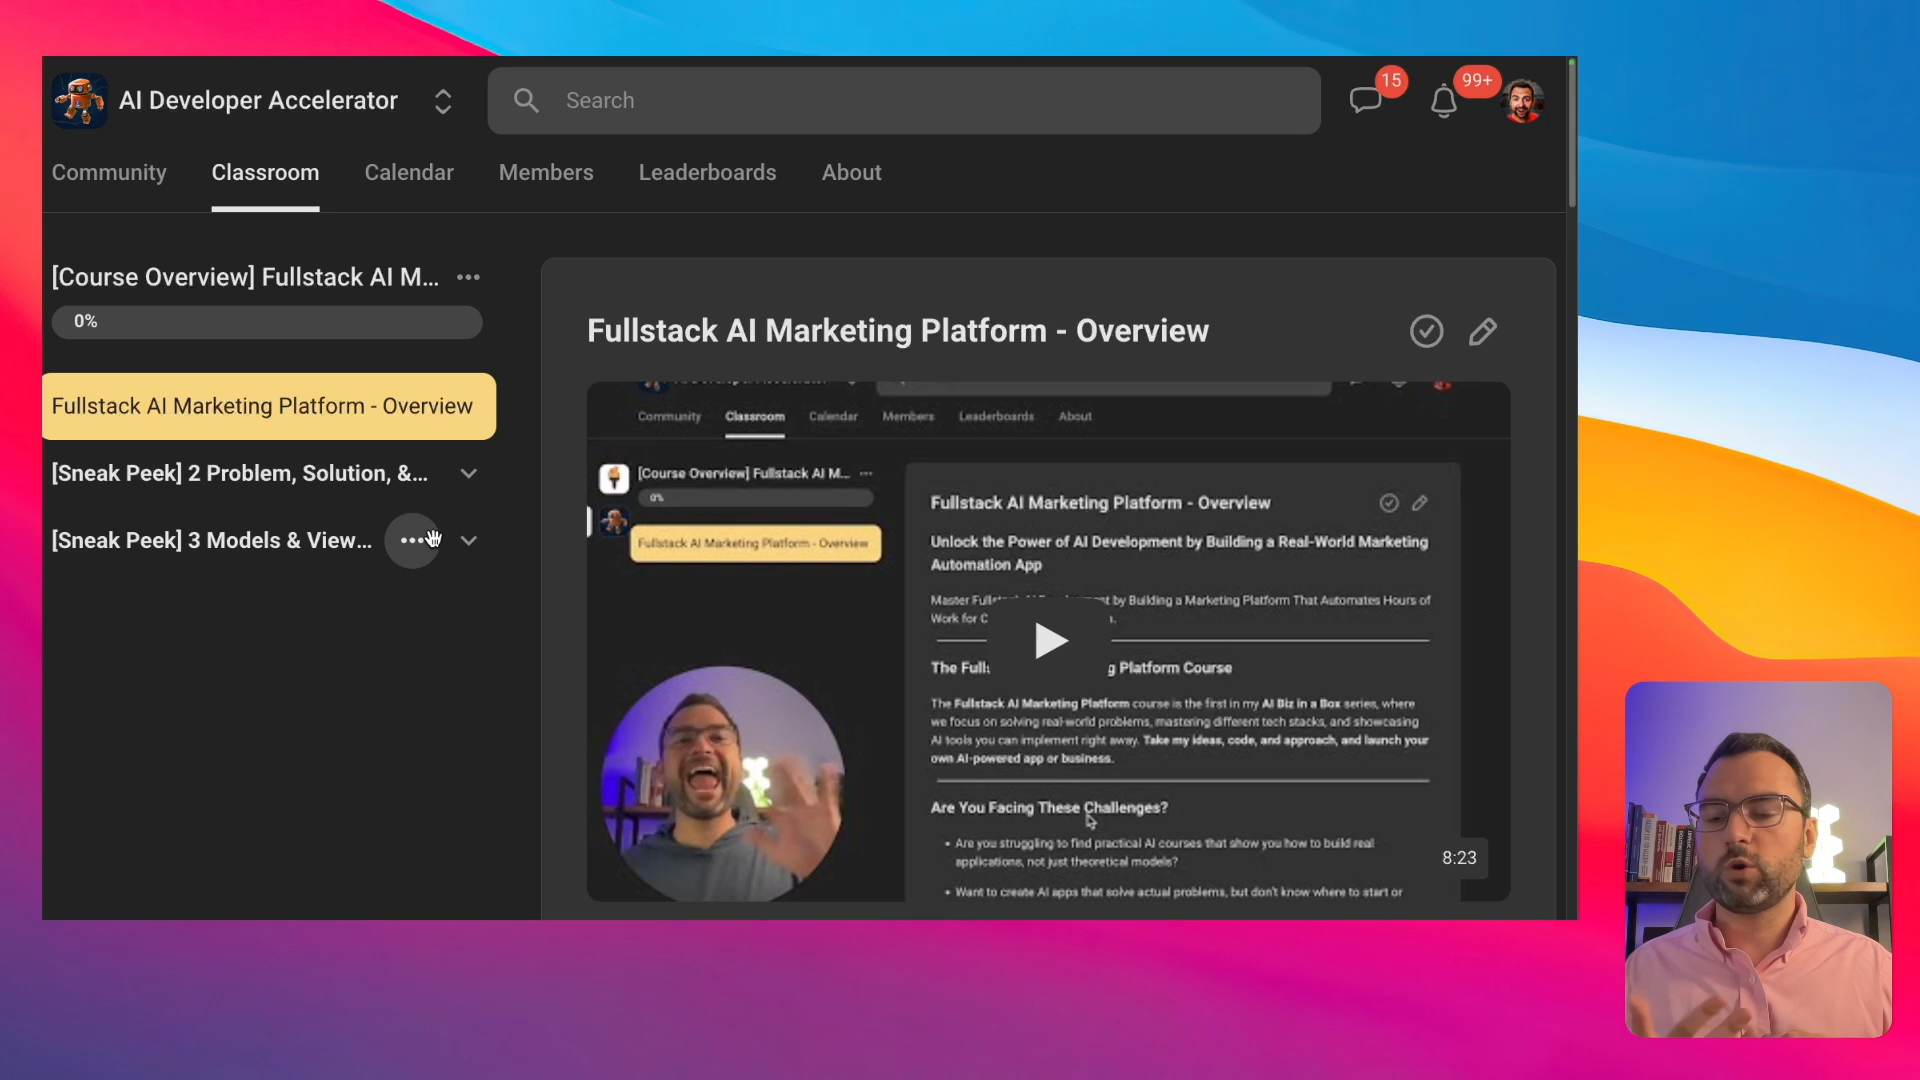 AI Developer Accelerator
Search
15
99+
Community
Classroom
Calendar
Members
Leaderboards
About
[Course Overview] Fullstack AI M...
0%
Fullstack AI Marketing Platform - Overview
[Sneak Peek] 2 Problem, Solution, &...
[Sneak Peek] 3 Models & View...
Fullstack AI Marketing Platform - Overview
Community
Classroom
Calendar
Members
Leaderboards
About
[Course Overview] Fullstack AI M...
0%
Fullstack AI Marketing Platform - Overview
Fullstack AI Marketing Platform - Overview
Unlock the Power of AI Development by Building a Real-World Marketing
Automation App
Master by Building a Marketing Platform That Automates Hours of
Work for
The Platform Course
The Fullstack AI Marketing Platform course is the first in my AI Biz in a Box series, where
we focus on solving real-world problems, mastering different tech stacks, and showcasing
AI tools you can implement right away. Take my ideas, code, and approach, and launch your
own AI-powered app or business.
Are You Facing These Challenges?
• Are you struggling to find practical AI courses that show you how to build real
applications, not just theoretical models?
• Want to create AI apps that solve actual problems, but don't know where to start or
8:23